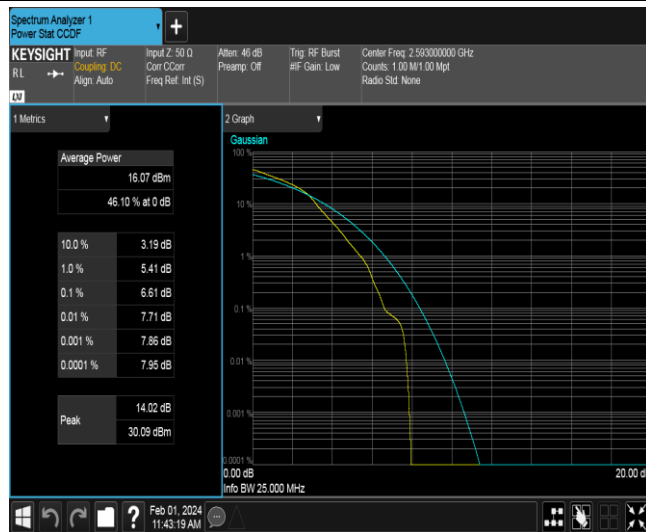 Spectrum Analyzer 1
Power Stat CCDF
+
KEYSIGHT
RL
Input: RF
Coupling: DC
Align: Auto
Input Z: 50 Ω
Corr CCorr
Freq Ref: Int (S)
Atten: 46 dB
Preamp: Off
Trig: RF Burst
#IF Gain: Low
Center Freq: 2.593000000 GHz
Counts: 1.00 M/1.00 Mpt
Radio Std: None
LXI
1 Metrics
Average Power
16.07 dBm
46.10 % at 0 dB
10.0 % 3.19 dB
1.0 % 5.41 dB
0.1 % 6.61 dB
0.01 % 7.71 dB
0.001 % 7.86 dB
0.0001 % 7.95 dB
Peak
14.02 dB
30.09 dBm
2 Graph
Gaussian
100 %
10 %
1 %
0.1 %
0.01 %
0.001 %
0.0001 %
0.00 dB
20.00 d
Info BW 25.000 MHz
?
Feb 01, 2024
11:43:19 AM